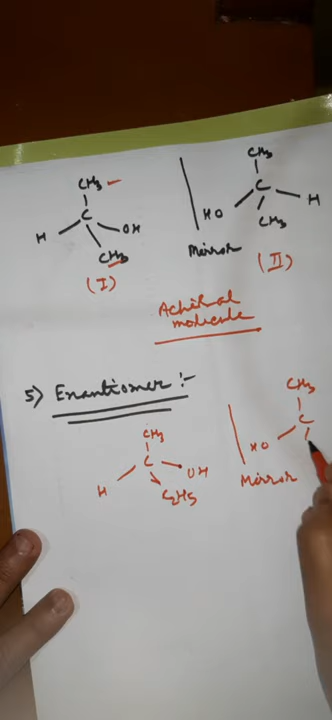 CH3
C
H
OH
CH3
(I)
Mirror
CH3
C
HO
H
CH3
(II)
Achiral
molecule
5) Enantiomer :-
CH3
C
H
OH
C2H5
Mirror
CH3
C
HO